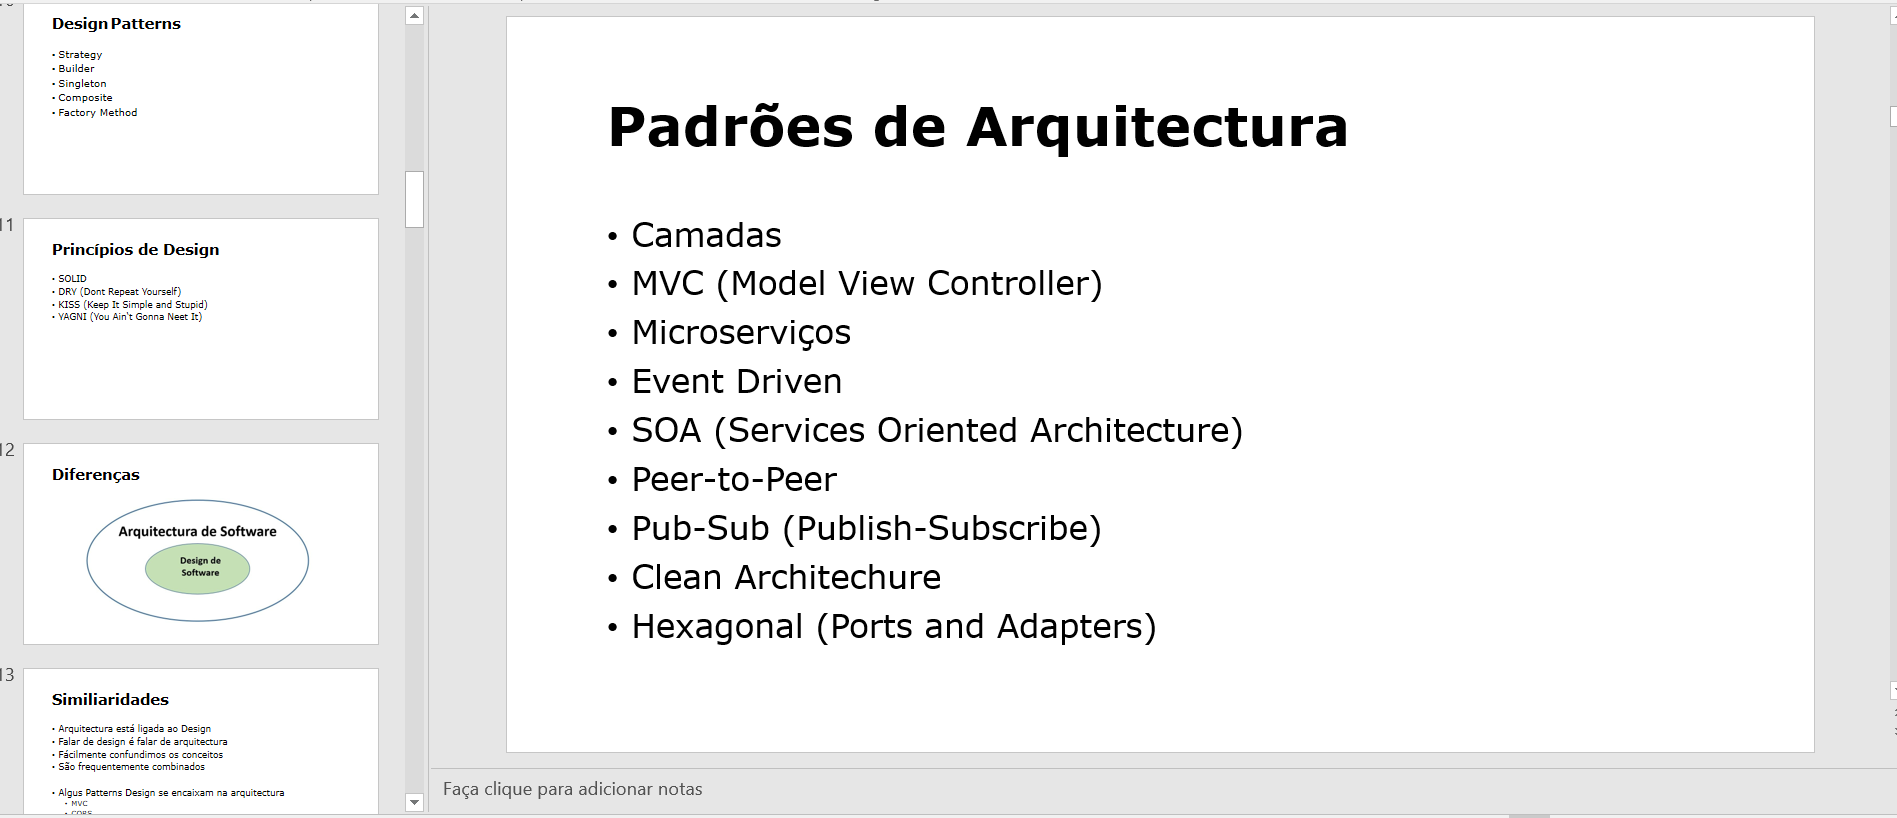 Design Patterns
• Strategy
• Builder
• Singleton
• Composite
• Factory Method
11
Princípios de Design
• SOLID
• DRY (Dont Repeat Yourself)
• KISS (Keep It Simple and Stupid)
• YAGNI (You Ain't Gonna Neet It)
12
Diferenças
Arquitectura de Software
Design de
Software
13
Similiaridades
• Arquitectura está ligada ao Design
• Falar de design é falar de arquitectura
• Fácilmente confundimos os conceitos
• São frequentemente combinados
• Algus Patterns Design se encaixam na arquitectura
• MVC
Padrões de Arquitectura
• Camadas
• MVC (Model View Controller)
• Microserviços
• Event Driven
• SOA (Services Oriented Architecture)
• Peer-to-Peer
• Pub-Sub (Publish-Subscribe)
• Clean Architechure
• Hexagonal (Ports and Adapters)
Faça clique para adicionar notas